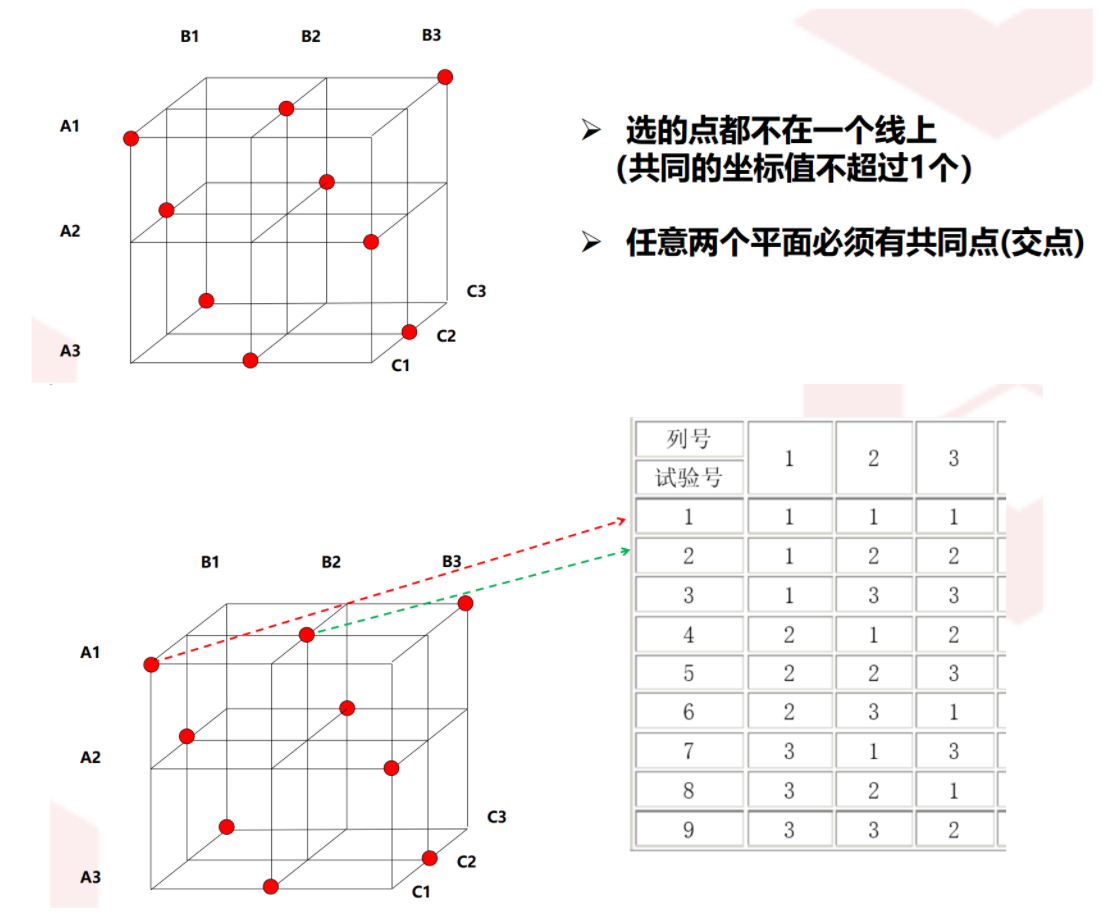 B1 B2 B3
A1
A2
A3
C3
C2
C1
➢ 选的点都不在一个线上
(共同的坐标值不超过1个)
➢ 任意两个平面必须有共同点(交点)
B1 B2 B3
A1
A2
A3
C3
C2
C1
列号 1 2 3
试验号
1 1 1 1
2 1 2 2
3 1 3 3
4 2 1 2
5 2 2 3
6 2 3 1
7 3 1 3
8 3 2 1
9 3 3 2